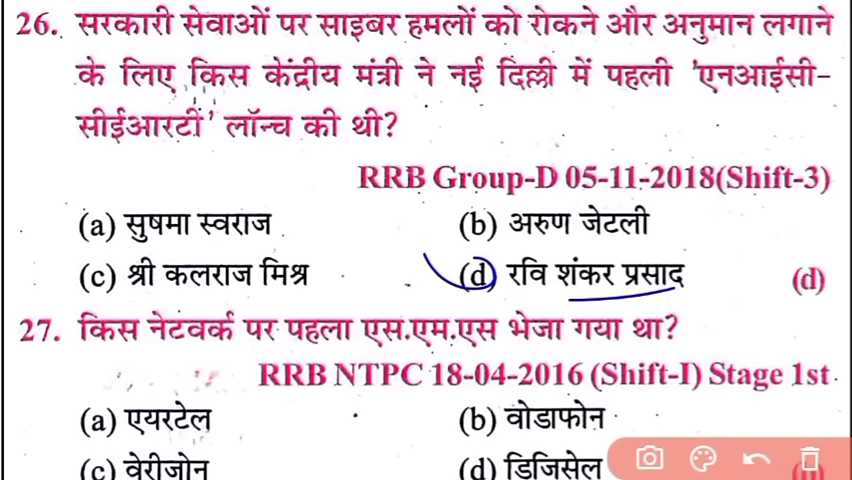 26. सरकारी सेवाओं पर साइबर हमलों को रोकने और अनुमान लगाने
के लिए किस केंद्रीय मंत्री ने नई दिल्ली में पहली 'एनआईसी-
सीईआरटी' लॉन्च की थी?
RRB Group-D 05-11-2018(Shift-3)
(a) सुषमा स्वराज (b) अरुण जेटली
(c) श्री कलराज मिश्र (d) रवि शंकर प्रसाद (d)
27. किस नेटवर्क पर पहला एस.एम.एस भेजा गया था?
RRB NTPC 18-04-2016 (Shift-I) Stage 1st
(a) एयरटेल (b) वोडाफोन
(c) वेरीजोन (d) डिजिसेल